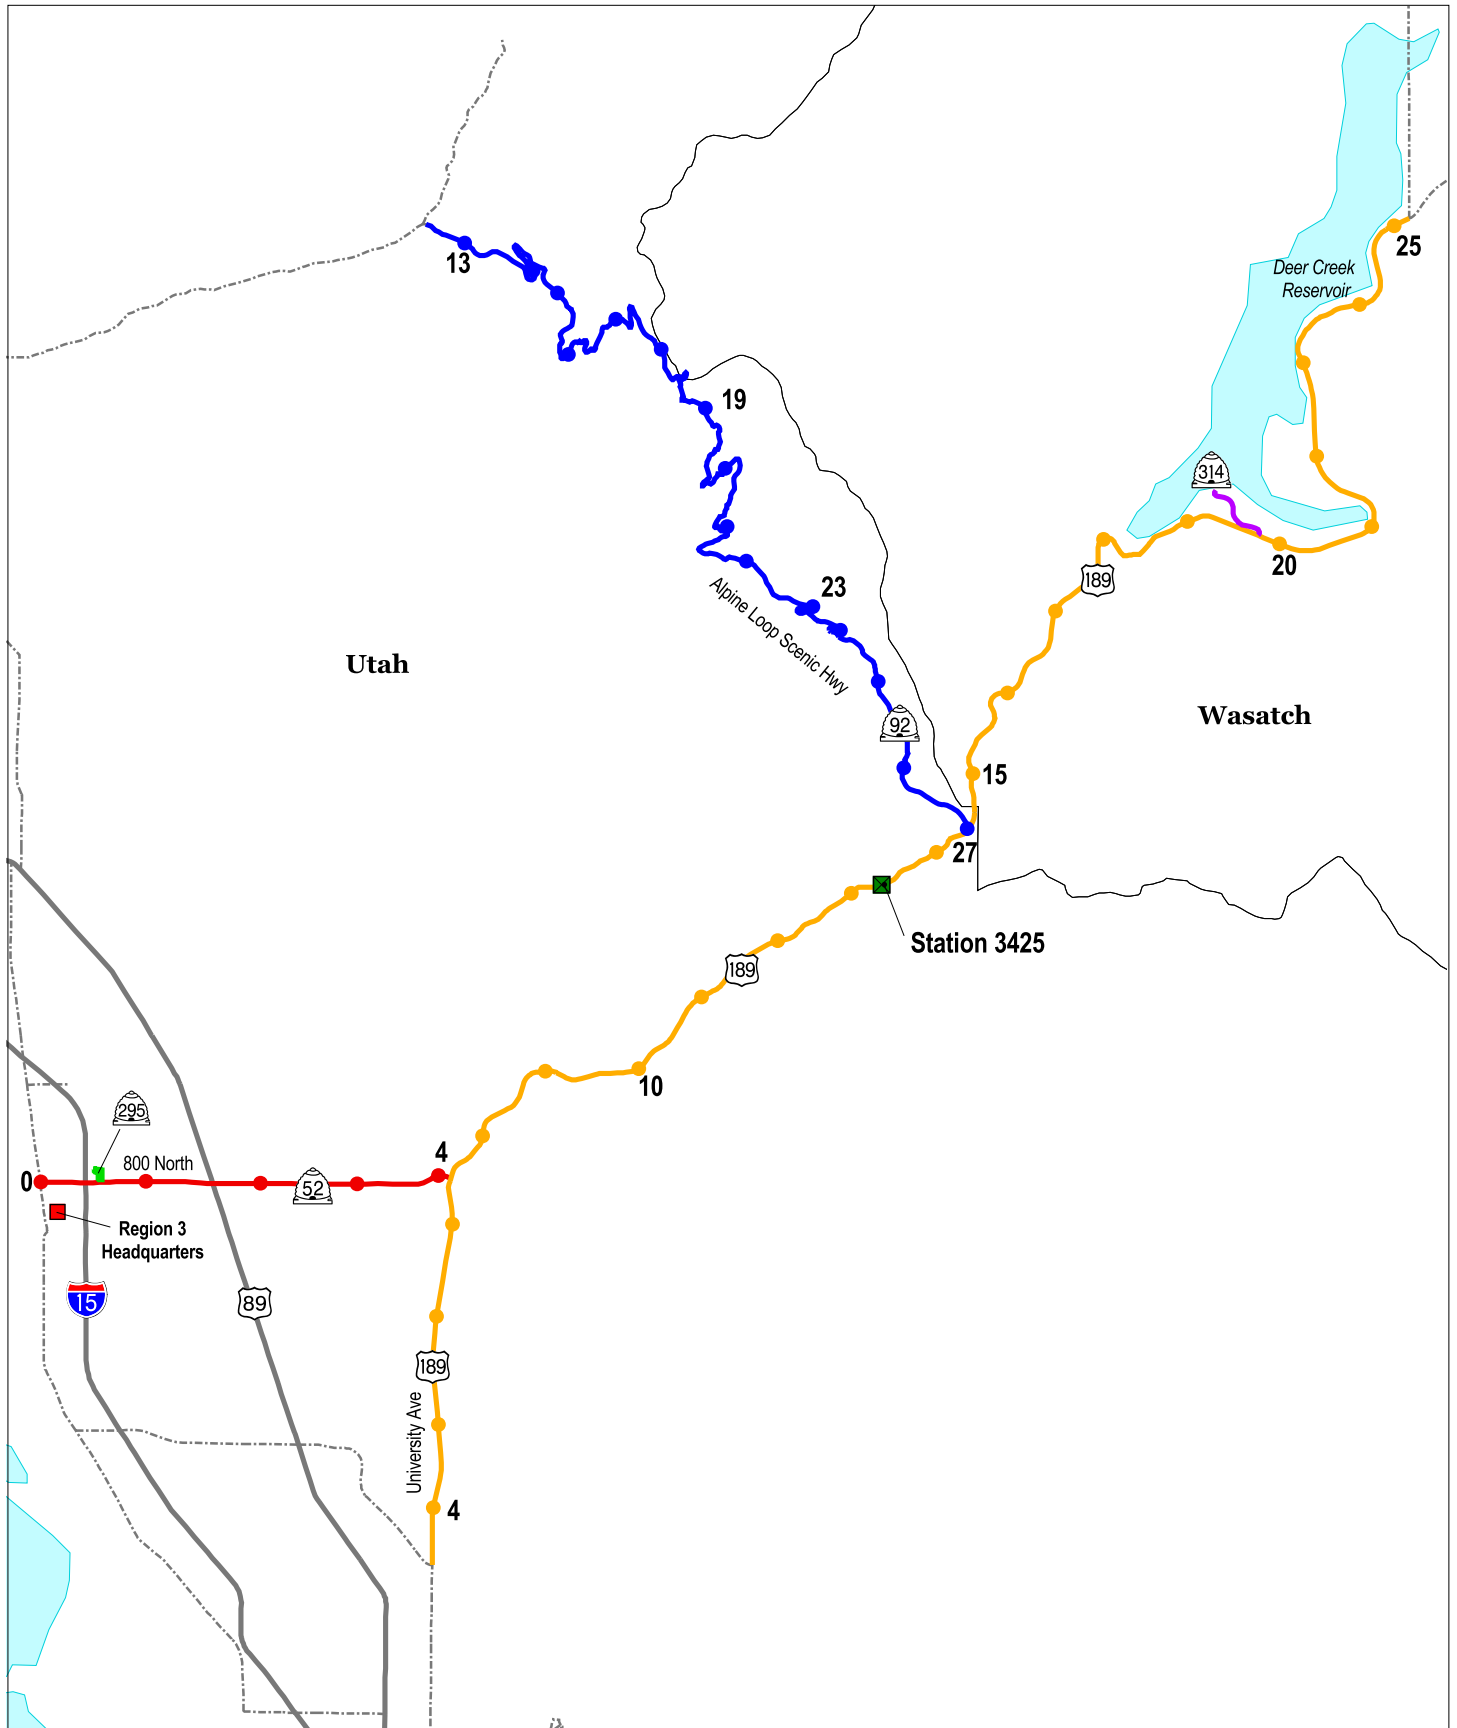 13
25
Deer Creek
Reservoir
19
314
20
189
23
Alpine Loop Scenic Hwy
Utah
92
Wasatch
15
27
Station 3425
189
10
295
4
800 North
0
52
Region 3
Headquarters
15
89
189
University Ave
4